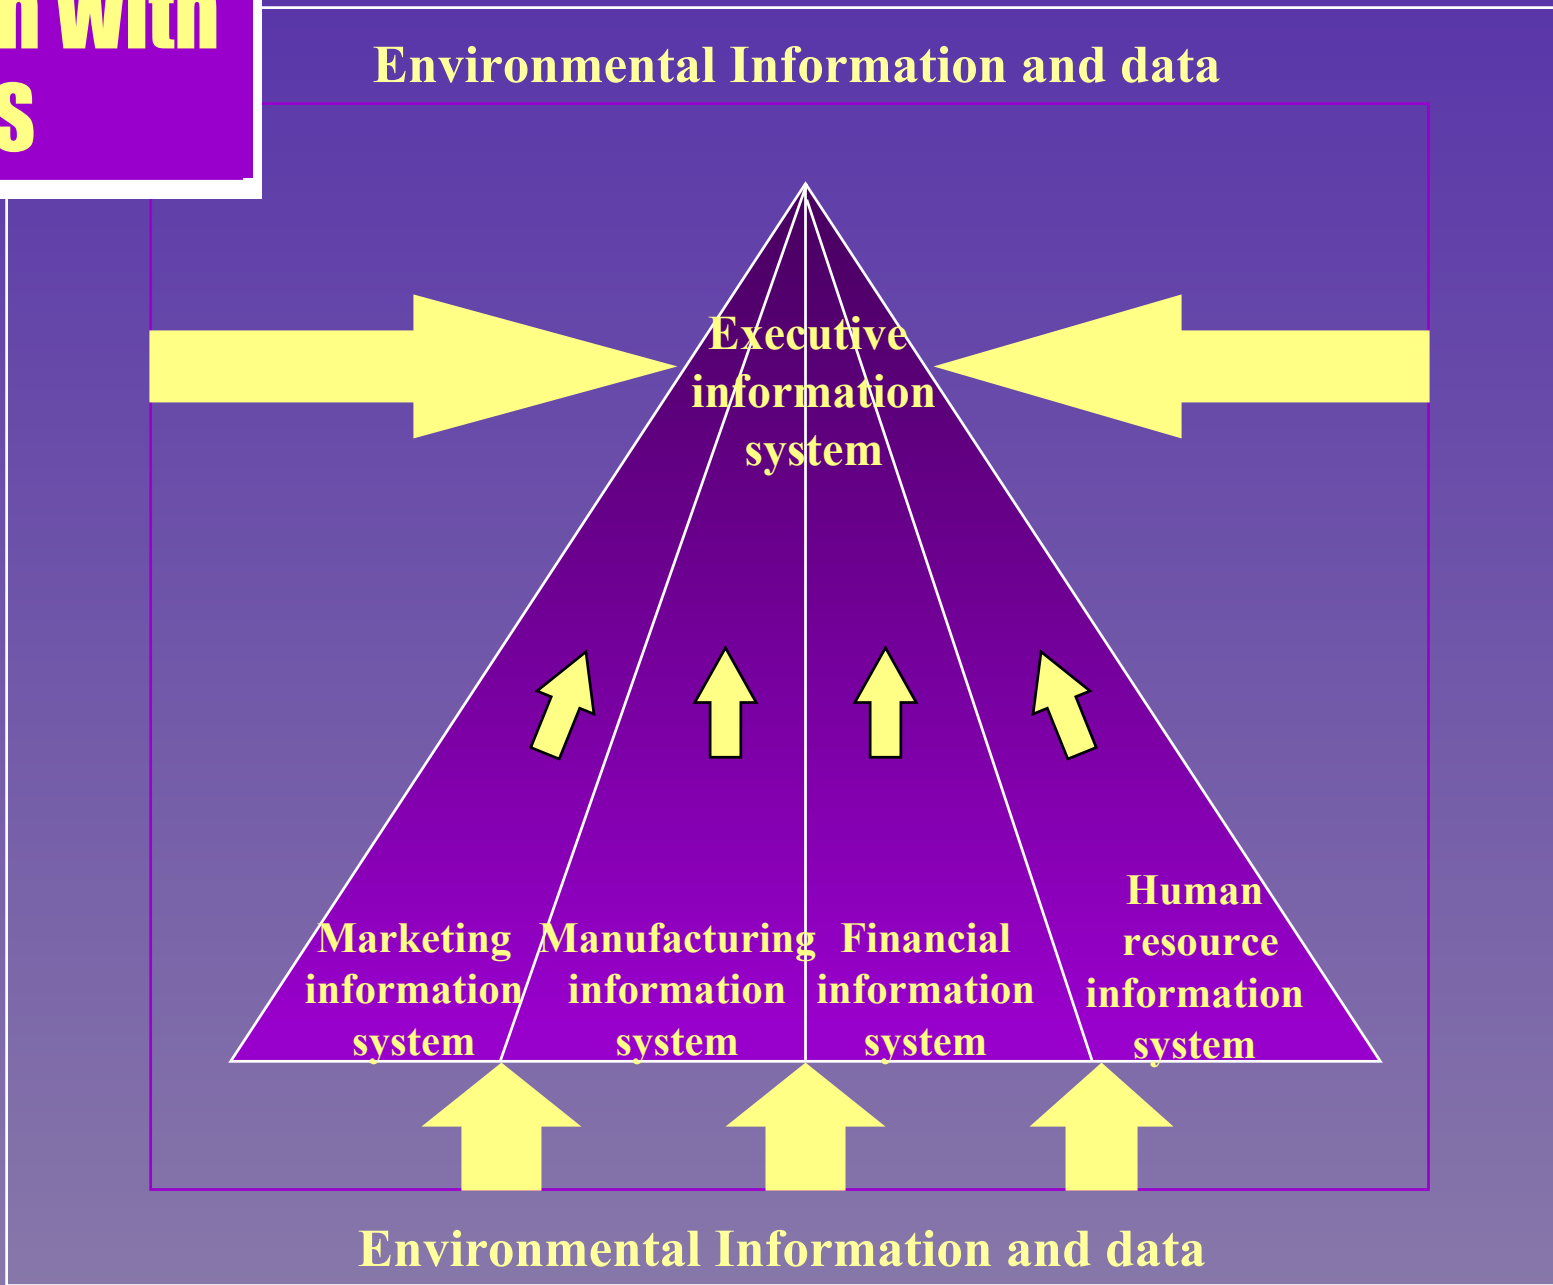 n With
S
Environmental Information and data
Executive
information
system
Marketing
information
system
Manufacturing
information
system
Financial
information
system
Human
resource
information
system
Environmental Information and data